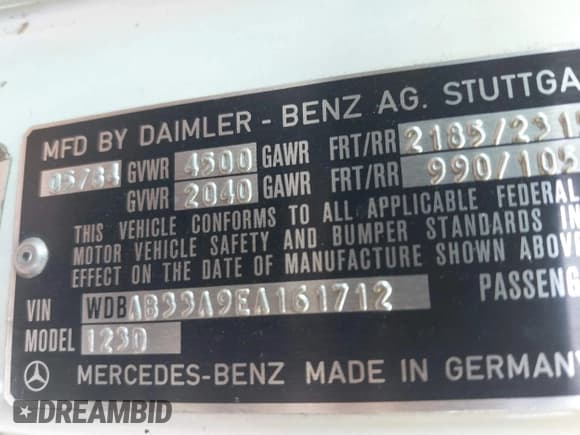 MFD BY DAIMLER - BENZ AG. STUTTGA
05/84 GVWR 4500 GAWR FRT/RR 2185/231
GVWR 2040 GAWR FRT/RR 990/105
THIS VEHICLE CONFORMS TO ALL APPLICABLE FEDERAL
MOTOR VEHICLE SAFETY AND BUMPER STANDARDS IN
EFFECT ON THE DATE OF MANUFACTURE SHOWN ABOVE
VIN WDBAB33A9EA161712 PASSENG
MODEL 123D
MERCEDES-BENZ MADE IN GERMANY
DREAMBID